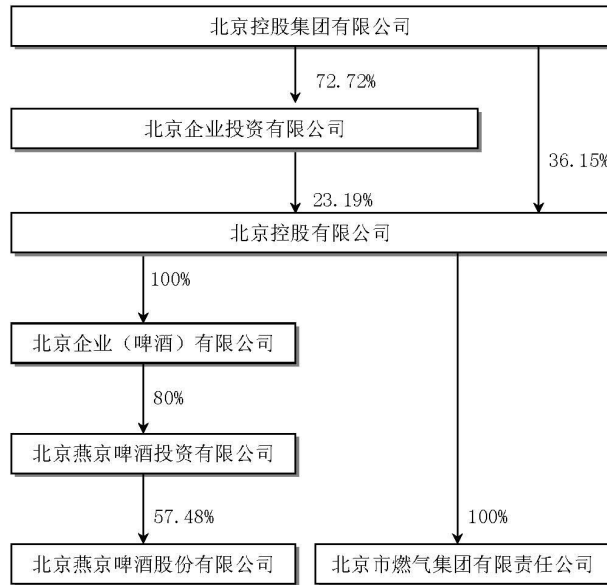 北京控股集团有限公司
72.72%
北京企业投资有限公司
36.15%
23.19%
北京控股有限公司
100%
北京企业（啤酒）有限公司
80%
北京燕京啤酒投资有限公司
57.48%
100%
北京燕京啤酒股份有限公司
北京市燃气集团有限责任公司